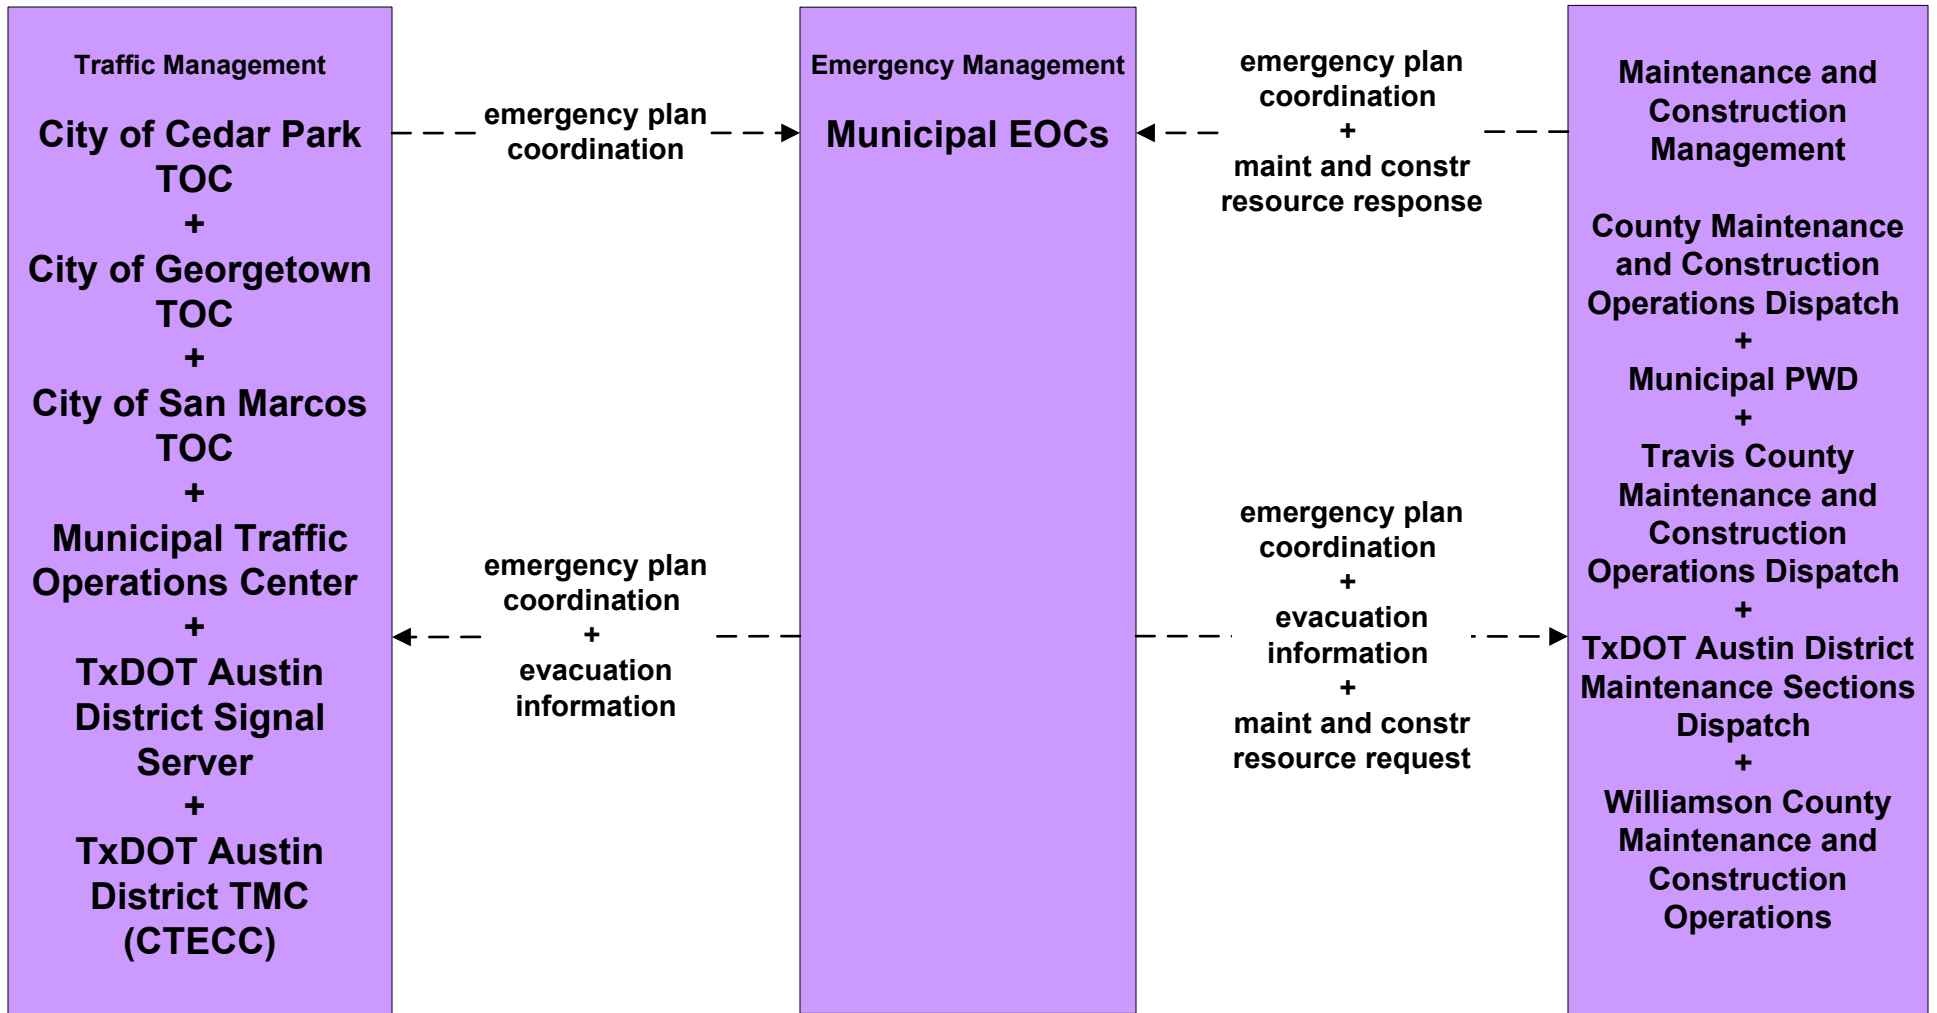 Traffic Management
City of Cedar Park
TOC
+
City of Georgetown
TOC
+
City of San Marcos
TOC
+
Municipal Traffic
Operations Center
+
TxDOT Austin
District Signal
Server
+
TxDOT Austin
District TMC
(CTECC)
emergency plan
coordination
emergency plan
coordination
+
evacuation
information
Emergency Management
Municipal EOCs
emergency plan
coordination
+
maint and constr
resource response
emergency plan
coordination
+
evacuation
information
+
maint and constr
resource request
Maintenance and
Construction
Management
County Maintenance
and Construction
Operations Dispatch
+
Municipal PWD
+
Travis County
Maintenance and
Construction
Operations Dispatch
+
TxDOT Austin District
Maintenance Sections
Dispatch
+
Williamson County
Maintenance and
Construction
Operations